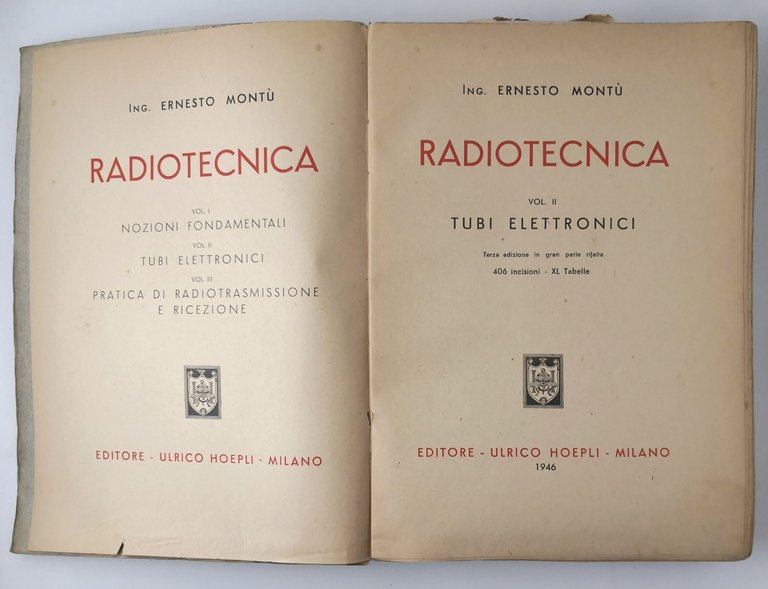 ING. ERNESTO MONTÙ
RADIOTECNICA
VOL. I
NOZIONI FONDAMENTALI
VOL. II
TUBI ELETTRONICI
VOL. III
PRATICA DI RADIOTRASMISSIONE
E RICEZIONE
EDITORE - ULRICO HOEPLI - MILANO
ING. ERNESTO MONTÙ
RADIOTECNICA
VOL. II
TUBI ELETTRONICI
Terza edizione in gran parte rifatta
406 incisioni - XL Tabelle
EDITORE - ULRICO HOEPLI - MILANO
1946